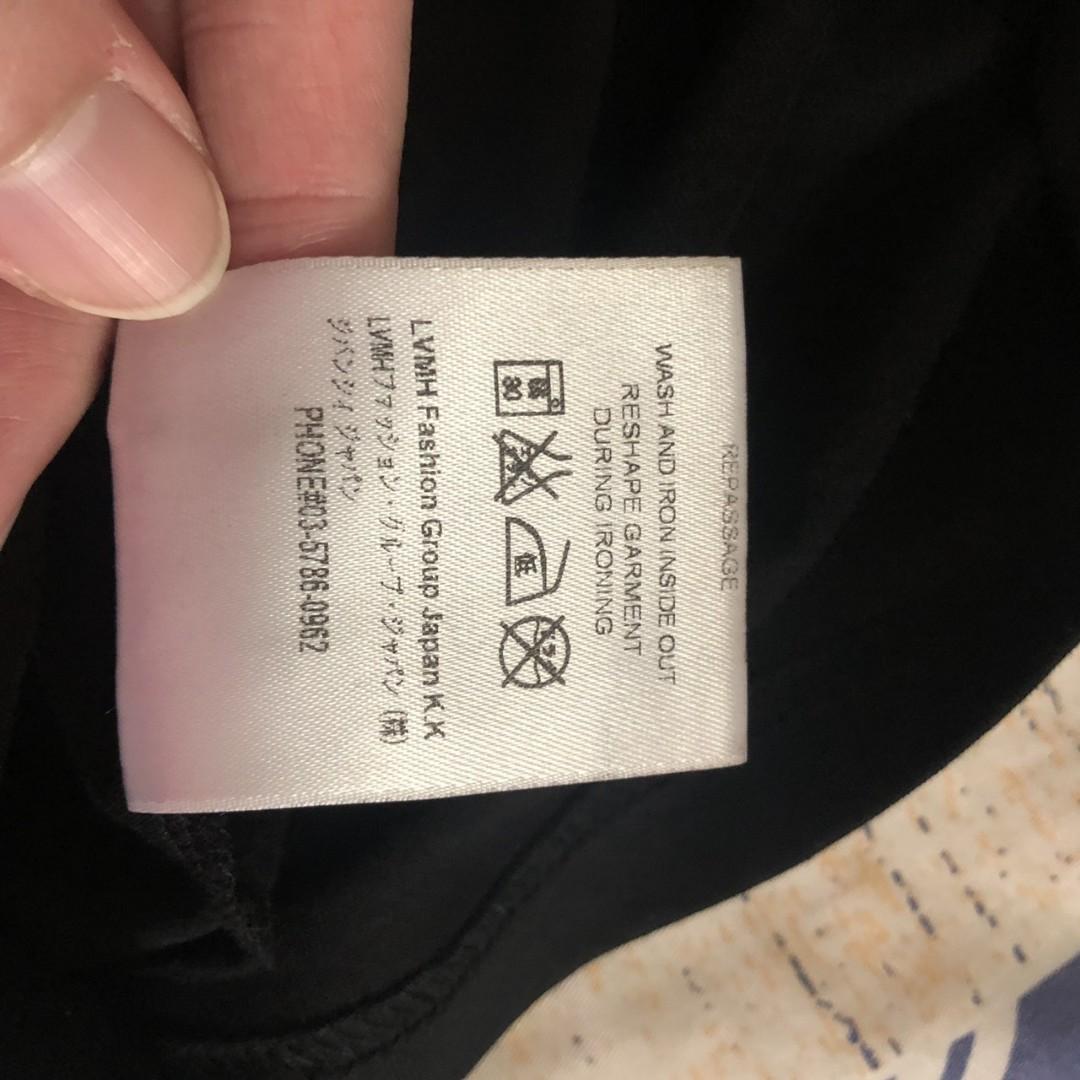 REPASSAGE
WASH AND IRON INSIDE OUT
RESHAPE GARMENT
DURING IRONING
30
低
LVMH Fashion Group Japan K.K
LVMHファッション・グループ・ジャパン (株)
ジバンシィ ジャパン
PHONE#03-5786-0962